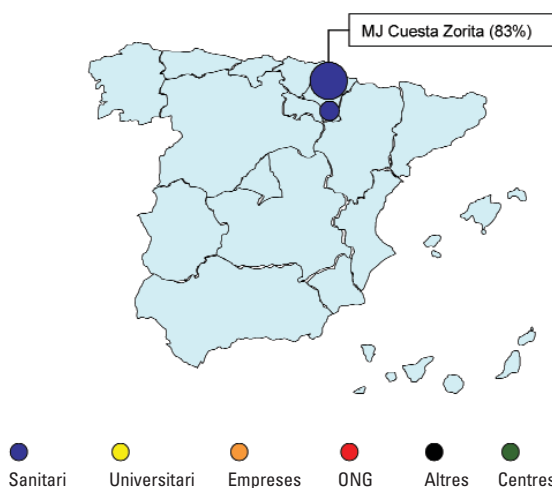 MJ Cuesta Zorita (83%)
Sanitari Universitari Empreses ONG Altres Centres